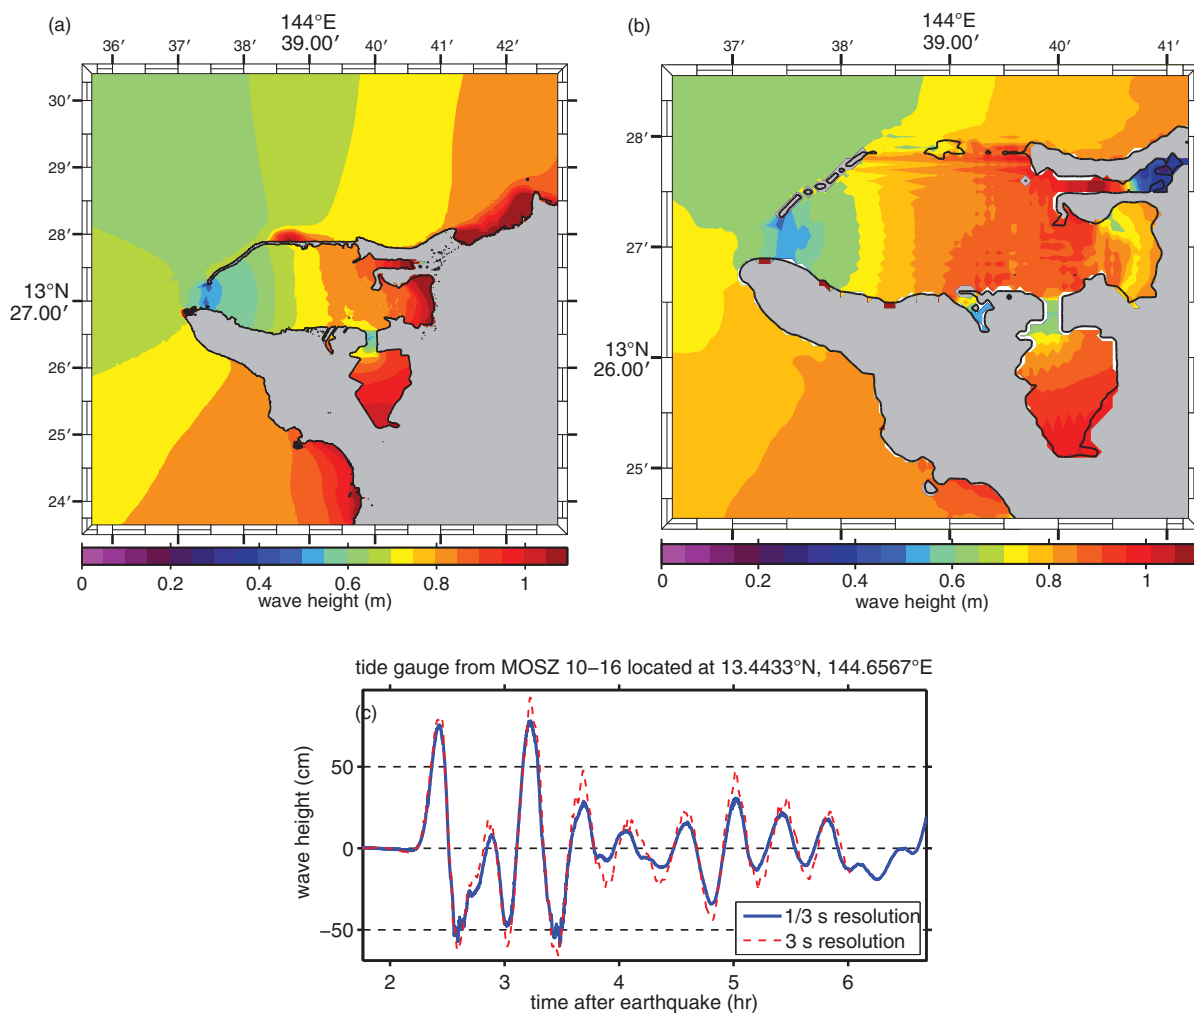 (a)
144°E
39.00′
36′ 37′ 38′ 40′ 41′ 42′
30′
29′
28′
13°N
27.00′
26′
25′
24′
0 0.2 0.4 0.6 0.8 1
wave height (m)
(b)
144°E
39.00′
37′ 38′ 40′ 41′
28′
27′
13°N
26.00′
25′
0 0.2 0.4 0.6 0.8 1
wave height (m)
tide gauge from MOSZ 10−16 located at 13.4433°N, 144.6567°E
(c)
wave height (cm)
50
0
−50
1/3 s resolution
3 s resolution
2 3 4 5 6
time after earthquake (hr)